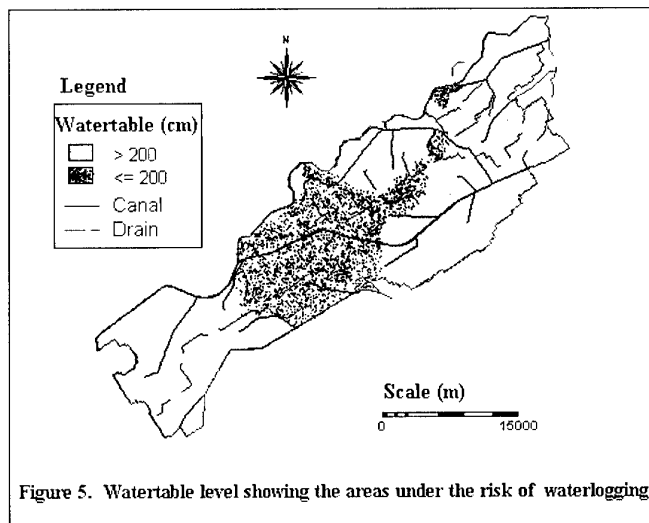 N
Legend
Watertable (cm)
> 200
<= 200
Canal
Drain
Scale (m)
0 15000
Figure 5. Watertable level showing the areas under the risk of waterlogging